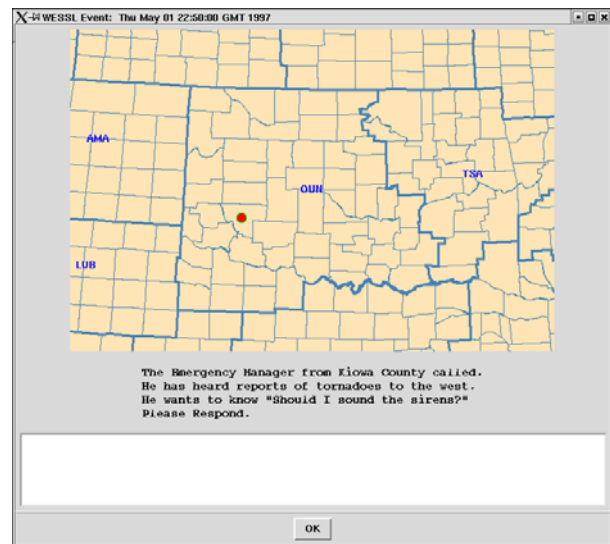 WESSL Event: Thu May 01 22:50:00 GMT 1997
AMA
TSA
OUN
LUB
The Emergency Manager from Kiowa County called.
He has heard reports of tornadoes to the west.
He wants to know "Should I sound the sirens?"
Please Respond.
OK